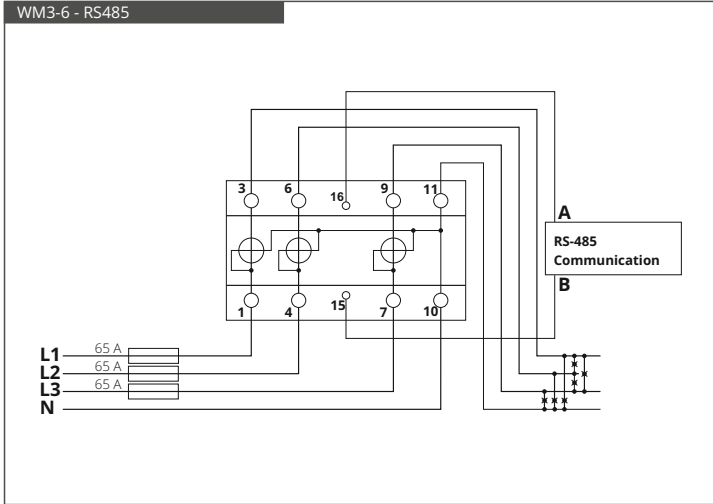 WM3-6 - RS485
3 6 16 9 11
A
RS-485
Communication
B
1 4 15 7 10
L1 65 A
L2 65 A
L3 65 A
N